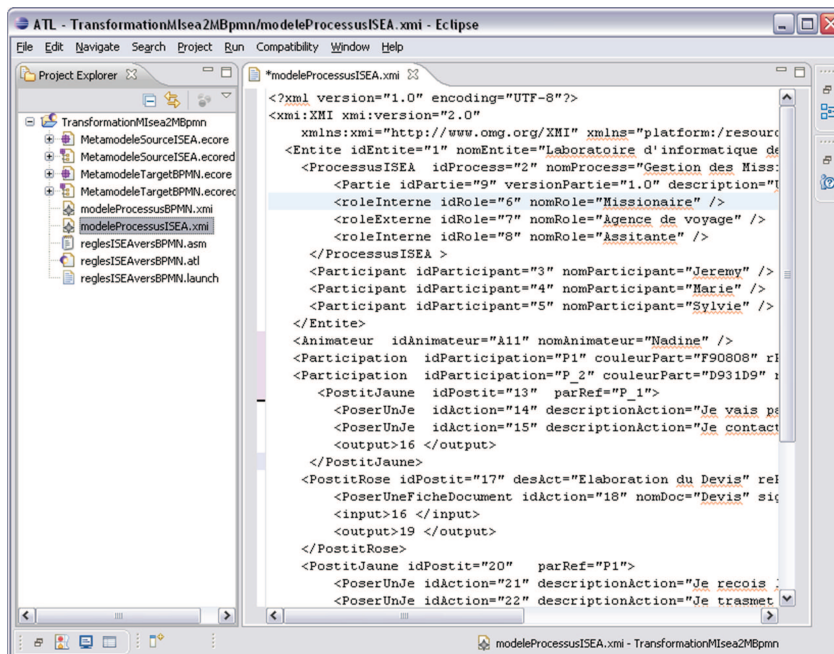 ATL - TransformationMIsea2MBpmn/modeleProcessusISEA.xmi - Eclipse
File Edit Navigate Search Project Run Compatibility Window Help
Project Explorer
TransformationMIsea2MBpmn
MetamodeleSourceISEA.ecore
MetamodeleSourceISEA.ecored
MetamodeleTargetBPMN.ecore
MetamodeleTargetBPMN.ecorec
modeleProcessusBPMN.xmi
modeleProcessusISEA.xmi
reglesISEAversBPMN.asm
reglesISEAversBPMN.atl
reglesISEAversBPMN.launch
*modeleProcessusISEA.xmi
<?xml version="1.0" encoding="UTF-8"?>
<xmi:XMI xmi:version="2.0"
xmlns:xmi="http://www.omg.org/XMI" xmlns="platform:/resourc
<Entite idEntite="1" nomEntite="Laboratoire d'informatique de
<ProcessusISEA idProcess="2" nomProcess="Gestion des Missi
<Partie idPartie="9" versionPartie="1.0" description="U
<roleInterne idRole="6" nomRole="Missionaire" />
<roleExterne idRole="7" nomRole="Agence de voyage" />
<roleInterne idRole="8" nomRole="Assitante" />
</ProcessusISEA >
<Participant idParticipant="3" nomParticipant="Jeremy" />
<Participant idParticipant="4" nomParticipant="Marie" />
<Participant idParticipant="5" nomParticipant="Sylvie" />
</Entite>
<Animateur idAnimateur="A11" nomAnimateur="Nadine" />
<Participation idParticipation="P1" couleurPart="F90808" rP
<Participation idParticipation="P_2" couleurPart="D931D9" r
<PostitJaune idPostit="13" parRef="P_1">
<PoserUnJe idAction="14" descriptionAction="Je vais pa
<PoserUnJe idAction="15" descriptionAction="Je contact
<output>16 </output>
</PostitJaune>
<PostitRose idPostit="17" desAct="Elaboration du Devis" reP
<PoserUneFicheDocument idAction="18" nomDoc="Devis" sig
<input>16 </input>
<output>19 </output>
</PostitRose>
<PostitJaune idPostit="20" parRef="P1">
<PoserUnJe idAction="21" descriptionAction="Je recois
<PoserUnJe idAction="22" descriptionAction="Je trasmet
modeleProcessusISEA.xmi - TransformationMIsea2MBpmn